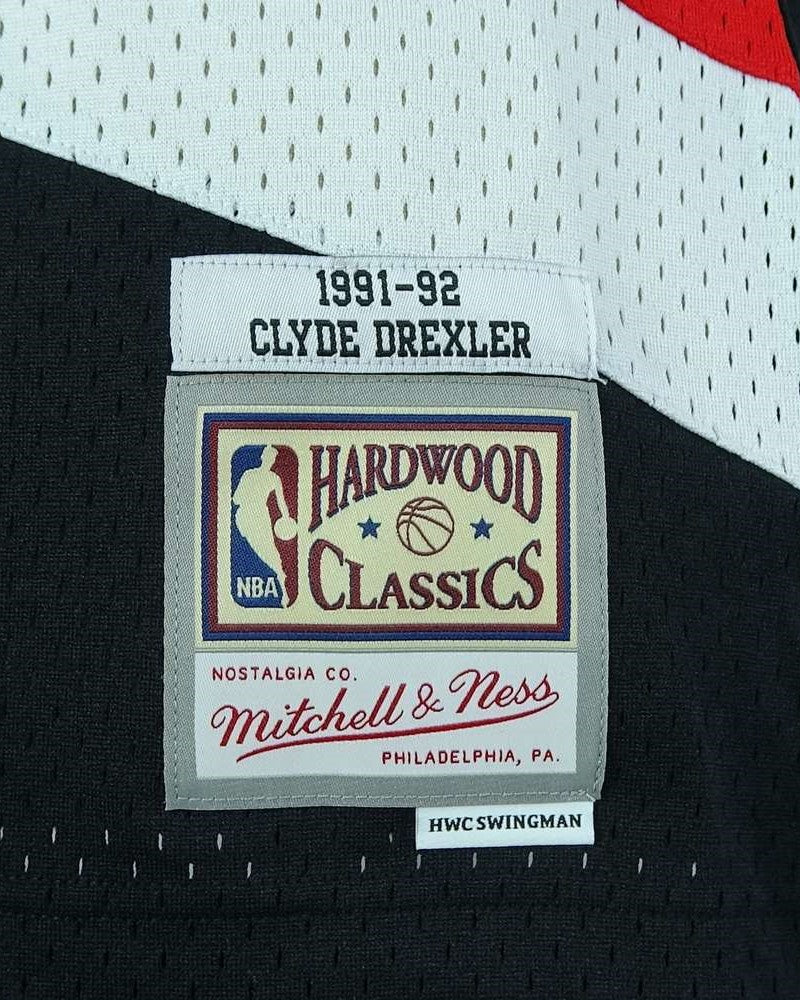 1991-92
CLYDE DREXLER
HARDWOOD
CLASSICS
NBA
NOSTALGIA CO.
Mitchell & Ness
PHILADELPHIA, PA.
HWC SWINGMAN